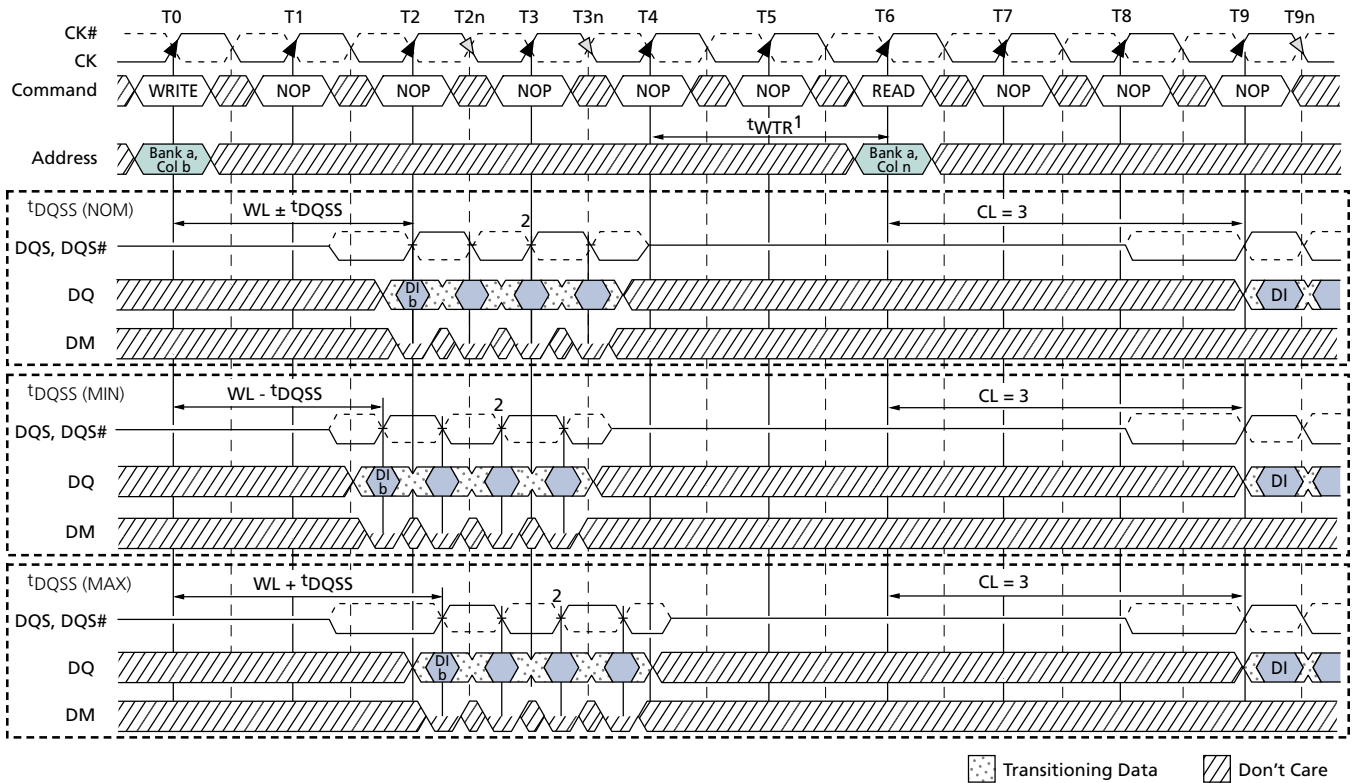 T0 T1 T2 T2n T3 T3n T4 T5 T6 T7 T8 T9 T9n
CK#
CK
Command WRITE NOP NOP NOP NOP NOP READ NOP NOP NOP
tWTR1
Address Bank a, Col b Bank a, Col n
tDQSS (NOM) WL ± tDQSS CL = 3
2
DQS, DQS#
DQ DI b DI
DM
tDQSS (MIN) WL - tDQSS CL = 3
2
DQS, DQS#
DQ DI b DI
DM
tDQSS (MAX) WL + tDQSS CL = 3
2
DQS, DQS#
DQ DI b DI
DM
Transitioning Data Don't Care